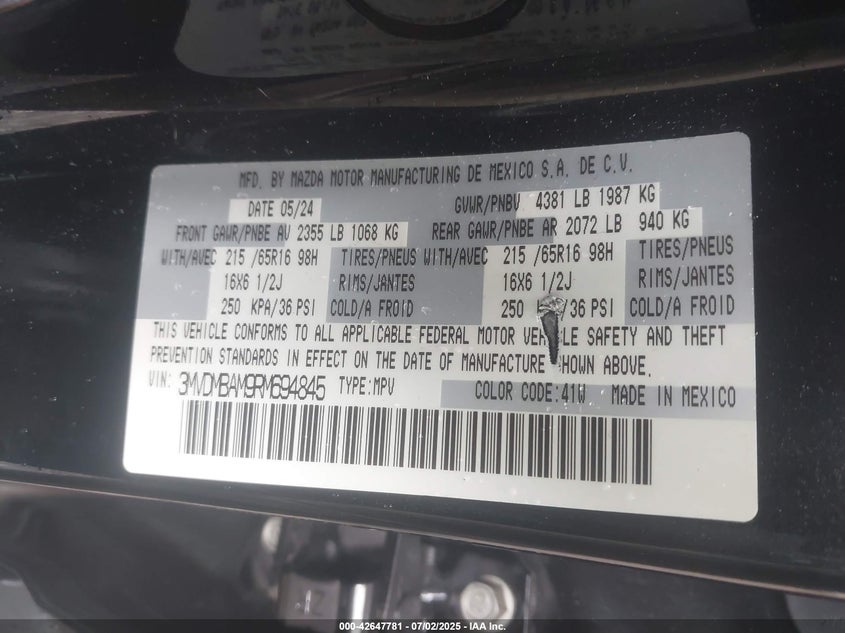 MFD. BY MAZDA MOTOR MANUFACTURING DE MEXICO S.A. DE C.V.
DATE 05/24 GVWR/PNBV 4381 LB 1987 KG
FRONT GAWR/PNBE AV 2355 LB 1068 KG REAR GAWR/PNBE AR 2072 LB 940 KG
WITH/AVEC 215 /65R16 98H TIRES/PNEUS WITH/AVEC 215 /65R16 98H TIRES/PNEUS
16X6 1/2J RIMS/JANTES 16X6 1/2J RIMS/JANTES
250 KPA/36 PSI COLD/A FROID 250 /36 PSI COLD/A FROID
THIS VEHICLE CONFORMS TO ALL APPLICABLE FEDERAL MOTOR VEHICLE SAFETY AND THEFT
PREVENTION STANDARDS IN EFFECT ON THE DATE OF MANUFACTURE SHOWN ABOVE.
VIN: 3MVDMBAM9RM694845 TYPE:MPV COLOR CODE:41W MADE IN MEXICO
000-42647781 - 07/02/2025 - IAAI.COM